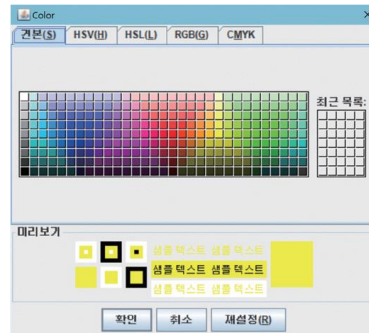 Color
견본(S) HSV(H) HSL(L) RGB(G) CMYK
최근 목록:
미리 보기
샘플 텍스트 샘플 텍스트
샘플 텍스트 샘플 텍스트
샘플 텍스트 샘플 텍스트
확인 취소 재설정(R)